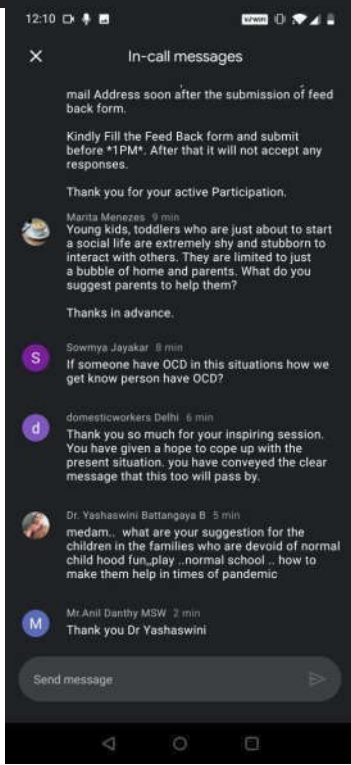 12:10
In-call messages
mail Address soon after the submission of feed
back form.
Kindly Fill the Feed Back form and submit
before *1PM*. After that it will not accept any
responses.
Thank you for your active Participation.
Marita Menezes 9 min
Young kids, toddlers who are just about to start
a social life are extremely shy and stubborn to
interact with others. They are limited to just
a bubble of home and parents. What do you
suggest parents to help them?
Thanks in advance.
S
Sowmya Jayakar 8 min
If someone have OCD in this situations how we
get know person have OCD?
d
domesticworkers Delhi 6 min
Thank you so much for your inspiring session.
You have given a hope to cope up with the
present situation. you have conveyed the clear
message that this too will pass by.
Dr. Yashaswini Battangaya B 5 min
medam.. what are your suggestion for the
children in the families who are devoid of normal
child hood fun,,play ..normal school .. how to
make them help in times of pandemic
M
Mr.Anil Danthy MSW 2 min
Thank you Dr Yashaswini
Send message